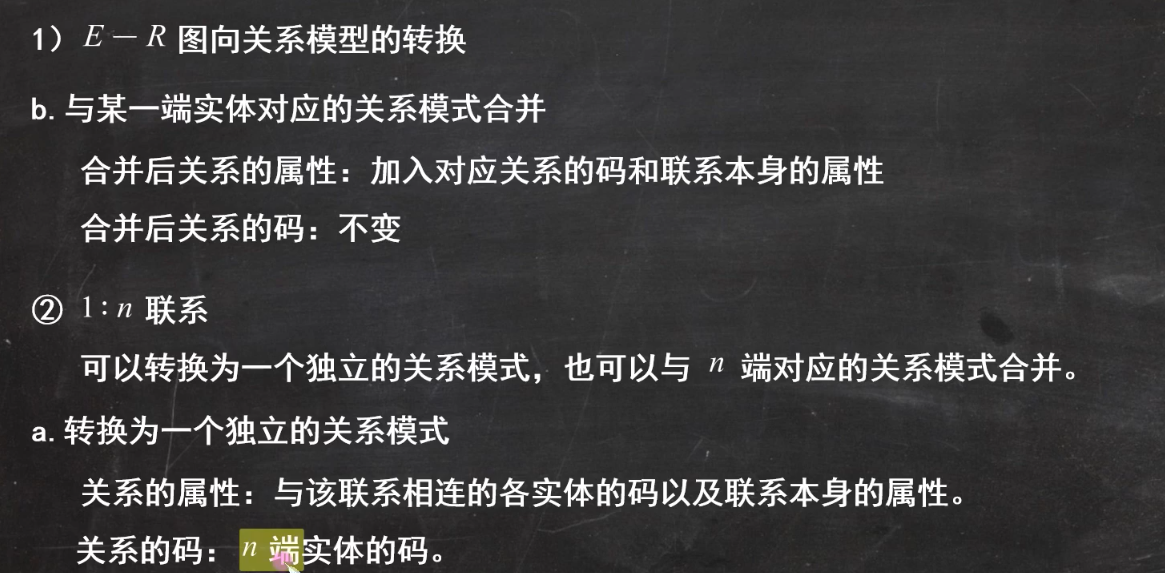 1）E－R 图向关系模型的转换
b. 与某一端实体对应的关系模式合并
合并后关系的属性：加入对应关系的码和联系本身的属性
合并后关系的码：不变
② 1:n 联系
可以转换为一个独立的关系模式，也可以与 n 端对应的关系模式合并。
a. 转换为一个独立的关系模式
关系的属性：与该联系相连的各实体的码以及联系本身的属性。
关系的码：n 端实体的码。